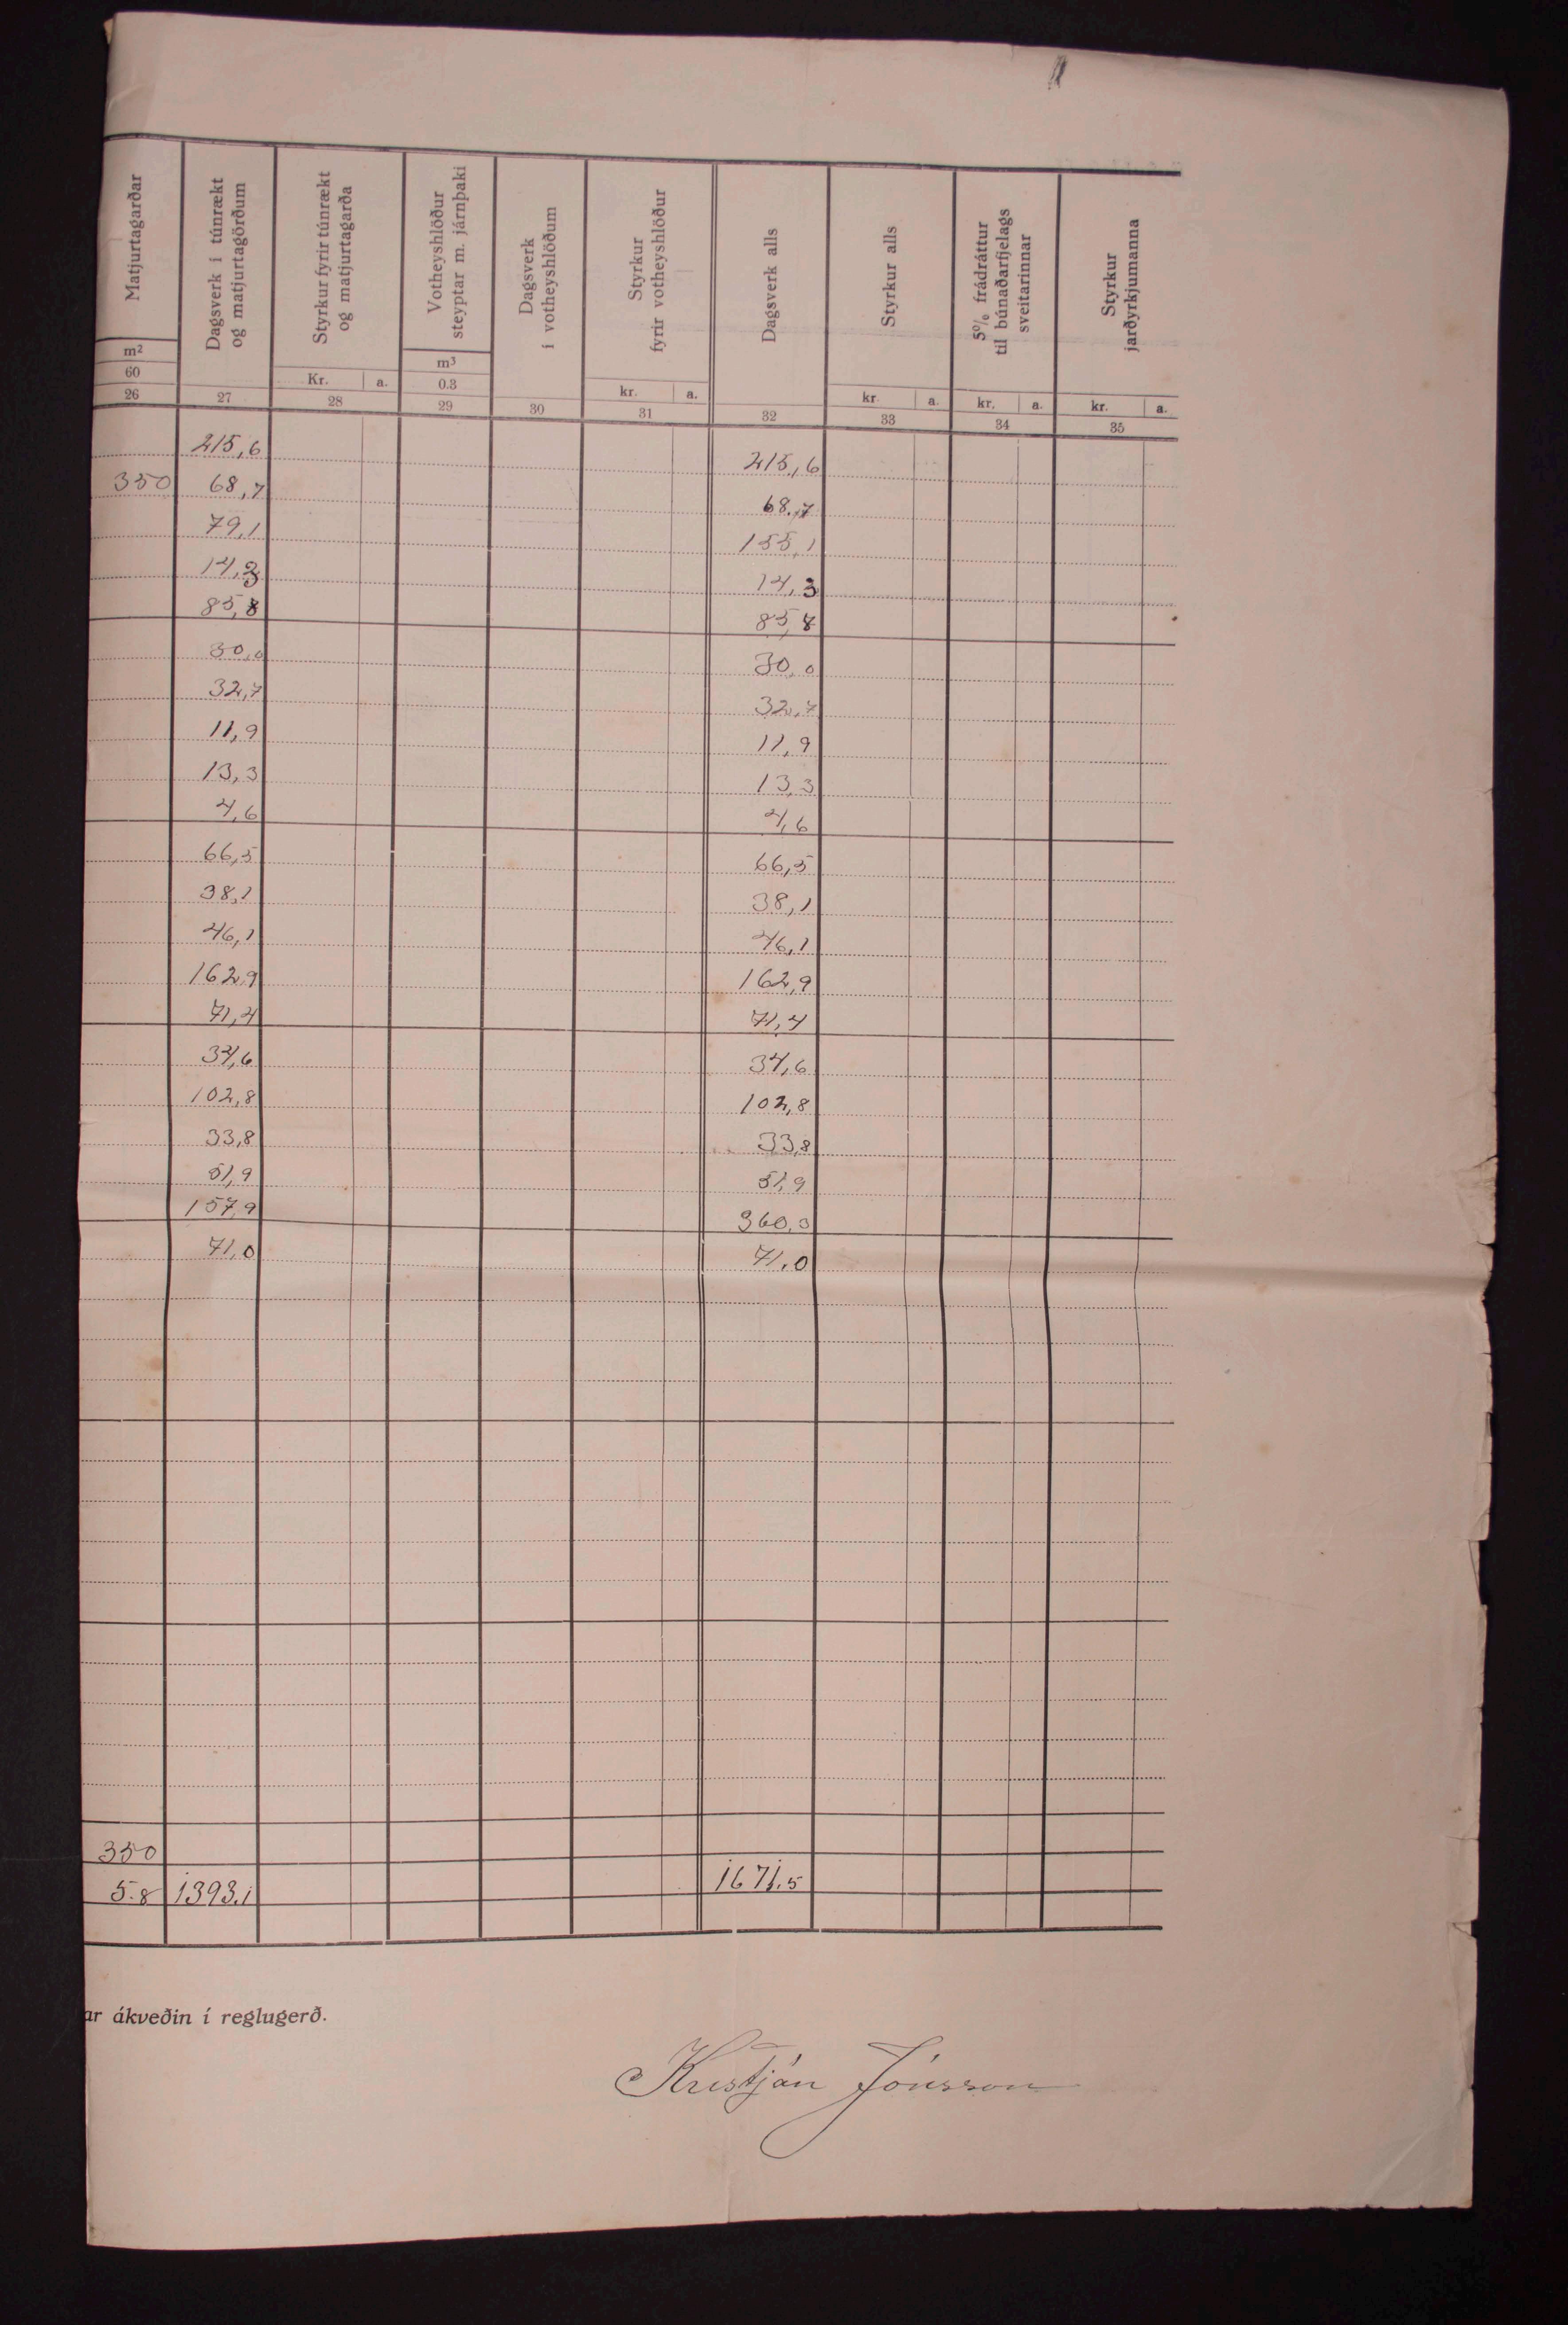 Matjurtagarðar
Dagsverk í túnrækt
og matjurtagörðum
Styrkur fyrir túnrækt
og matjurtagarða
Votheyshlöður
steyptar m. járnþaki
Dagsverk
í votheyshlöðum
Styrkur
fyrir votheyshlöður
Dagsverk alls
Styrkur alls
5% frádráttur
til búnaðarfjelags
sveitarinnar
Styrkur
jarðyrkjumanna
m² m³
60 Kr. a. 0.3 kr. a. kr. a. kr. a. kr. a.
26 27 28 29 30 31 32 33 34 35
215,6 215,6
350 68,7 68,7
79,1 155,1
14,3 14,3
85,8 85,8
30,0 30,0
32,7 32,7
11,9 11,9
13,3 13,3
4,6 4,6
66,5 66,5
38,1 38,1
46,1 46,1
162,9 162,9
71,4 71,4
34,6 34,6
102,8 102,8
33,8 33,8
51,9 51,9
157,9 360,3
71,0 71,0
350
5.8 1393.1 1671.5
ar ákveðin í reglugerð.
Kristján Jónsson